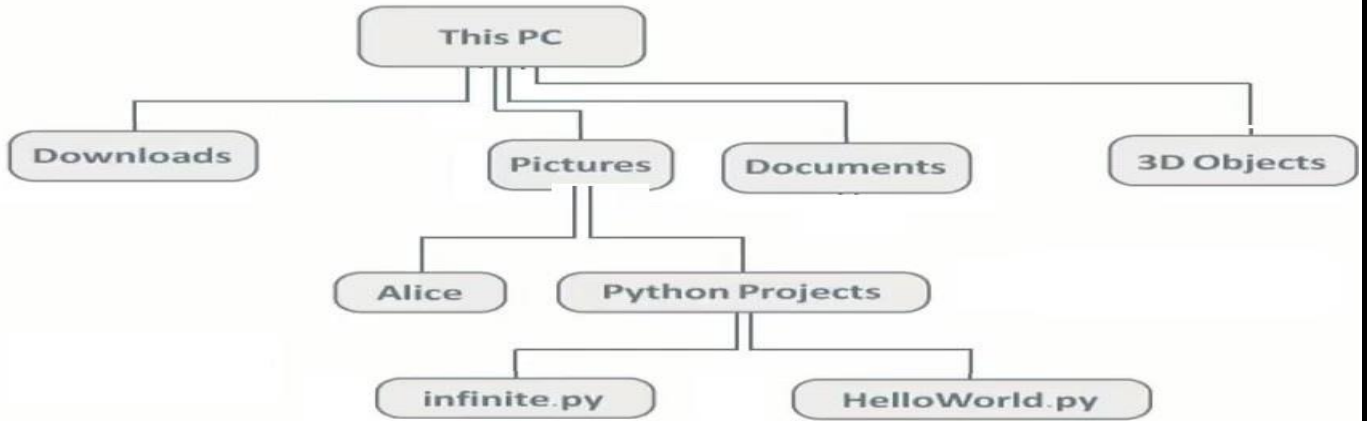 This PC
Downloads
Pictures
Documents
3D Objects
Alice
Python Projects
infinite.py
HelloWorld.py